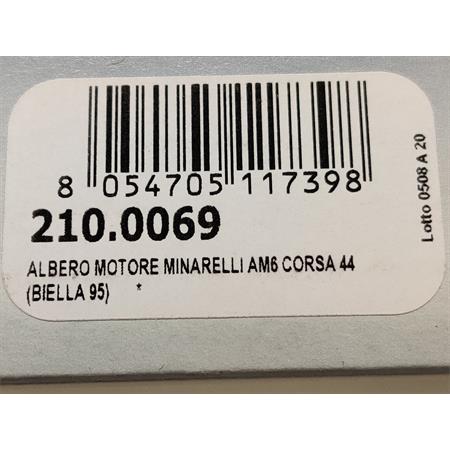 8 054705 117398
210.0069
ALBERO MOTORE MINARELLI AM6 CORSA 44
(BIELLA 95) *
Lotto 0508 A 20